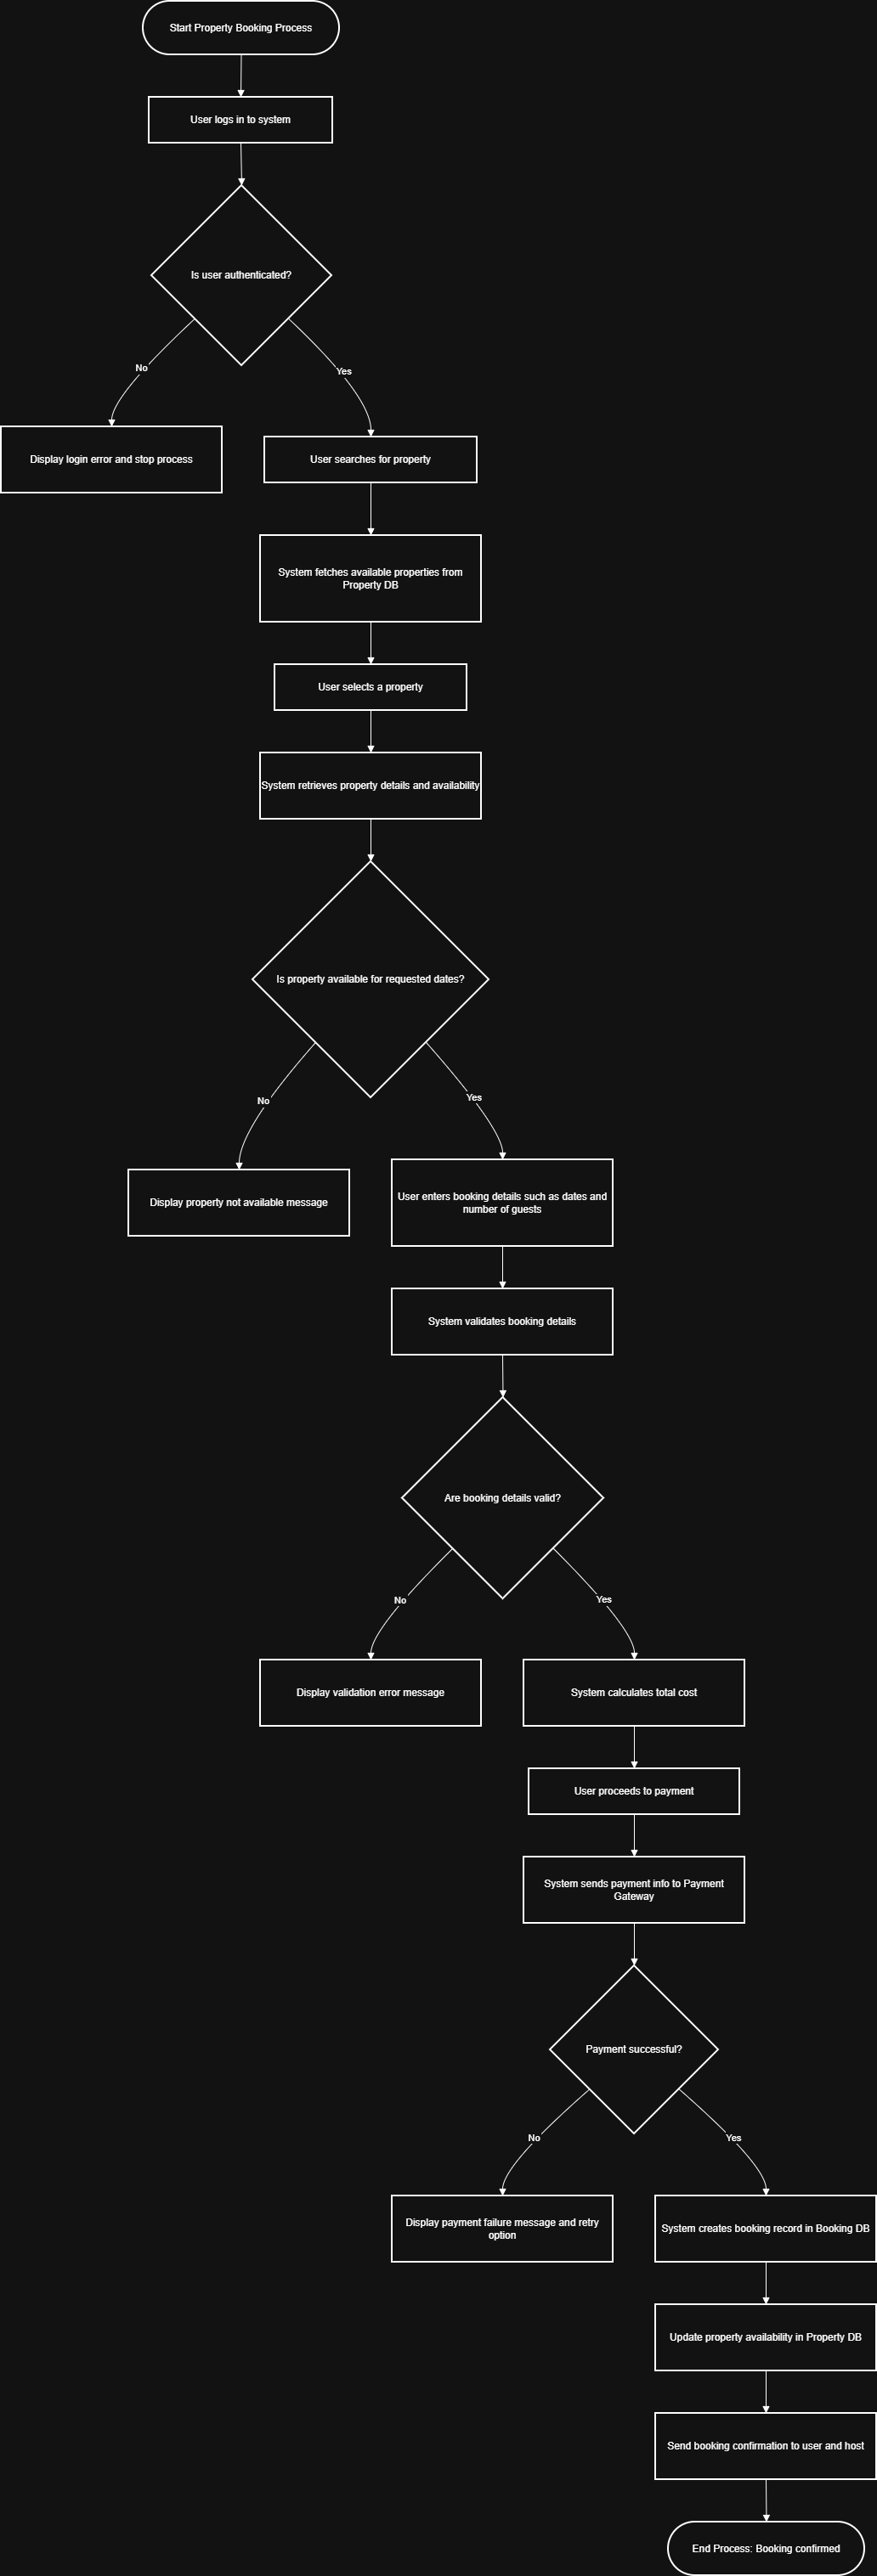 Start Property Booking Process
User logs in to system
Is user authenticated?
No
Yes
Display login error and stop process
User searches for property
System fetches available properties from
Property DB
User selects a property
System retrieves property details and availability
Is property available for requested dates?
No
Yes
Display property not available message
User enters booking details such as dates and
number of guests
System validates booking details
Are booking details valid?
No
Yes
Display validation error message
System calculates total cost
User proceeds to payment
System sends payment info to Payment
Gateway
Payment successful?
No
Yes
Display payment failure message and retry
option
System creates booking record in Booking DB
Update property availability in Property DB
Send booking confirmation to user and host
End Process: Booking confirmed